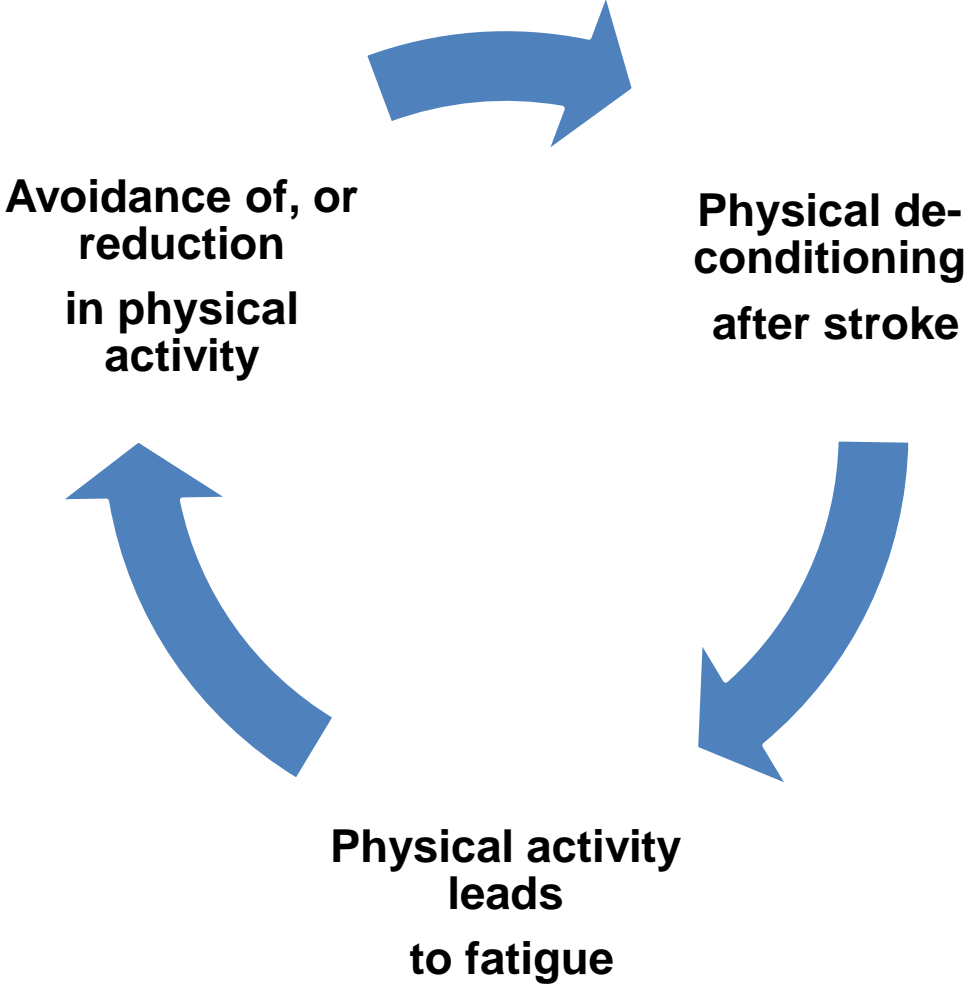 Avoidance of, or
reduction
in physical
activity
Physical de-
conditioning
after stroke
Physical activity
leads
to fatigue